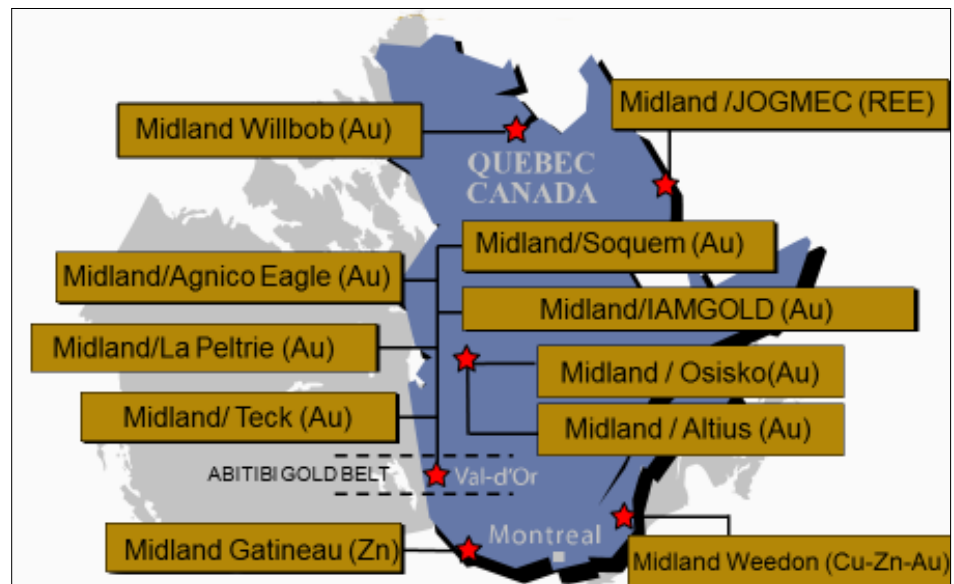 Midland /JOGMEC (REE)
Midland Willbob (Au)
QUEBEC
CANADA
Midland/Soquem (Au)
Midland/Agnico Eagle (Au)
Midland/IAMGOLD (Au)
Midland/La Peltrie (Au)
Midland / Osisko(Au)
Midland/ Teck (Au)
Midland / Altius (Au)
ABITIBI GOLD BELT
Val-d'Or
Montreal
Midland Gatineau (Zn)
Midland Weedon (Cu-Zn-Au)